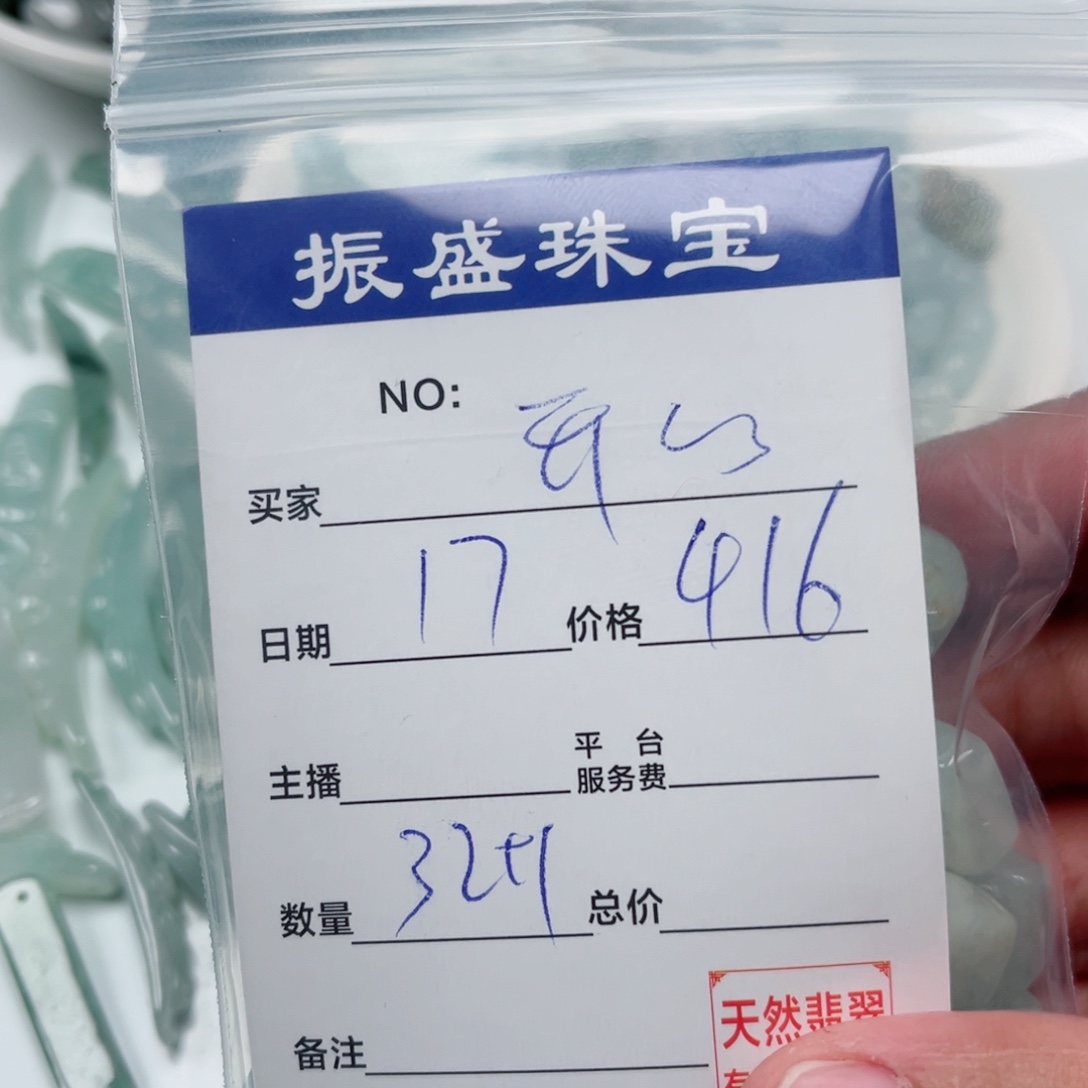 振盛珠宝
NO:
买家
日期 17 价格 416
主播 平台服务费
数量 32 总价
备注
天然翡翠